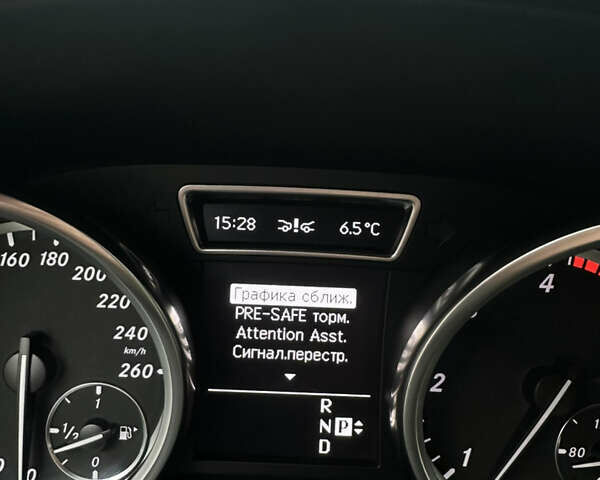 15:28 6.5°C
Графика сближ.
PRE-SAFE торм.
Attention Asst.
Сигнал.перестр.
R
N P
D
160 180 200 220 240 260
km/h
1
1/2
0
0
4
2
1
80